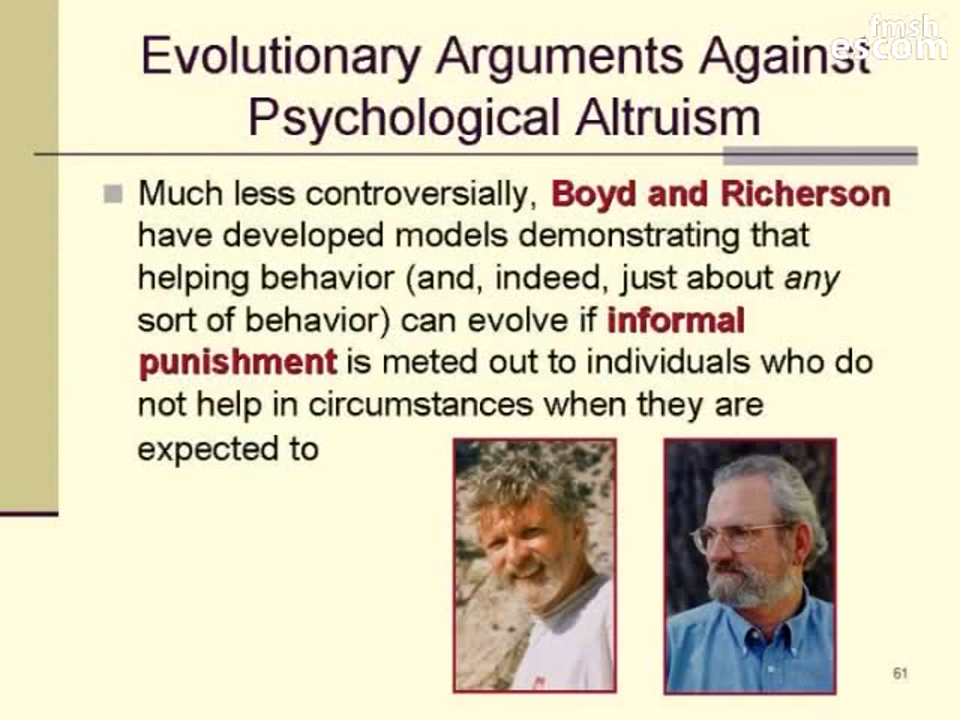 fmsh
escom
Evolutionary Arguments Against
Psychological Altruism
Much less controversially, Boyd and Richerson
have developed models demonstrating that
helping behavior (and, indeed, just about any
sort of behavior) can evolve if informal
punishment is meted out to individuals who do
not help in circumstances when they are
expected to
61